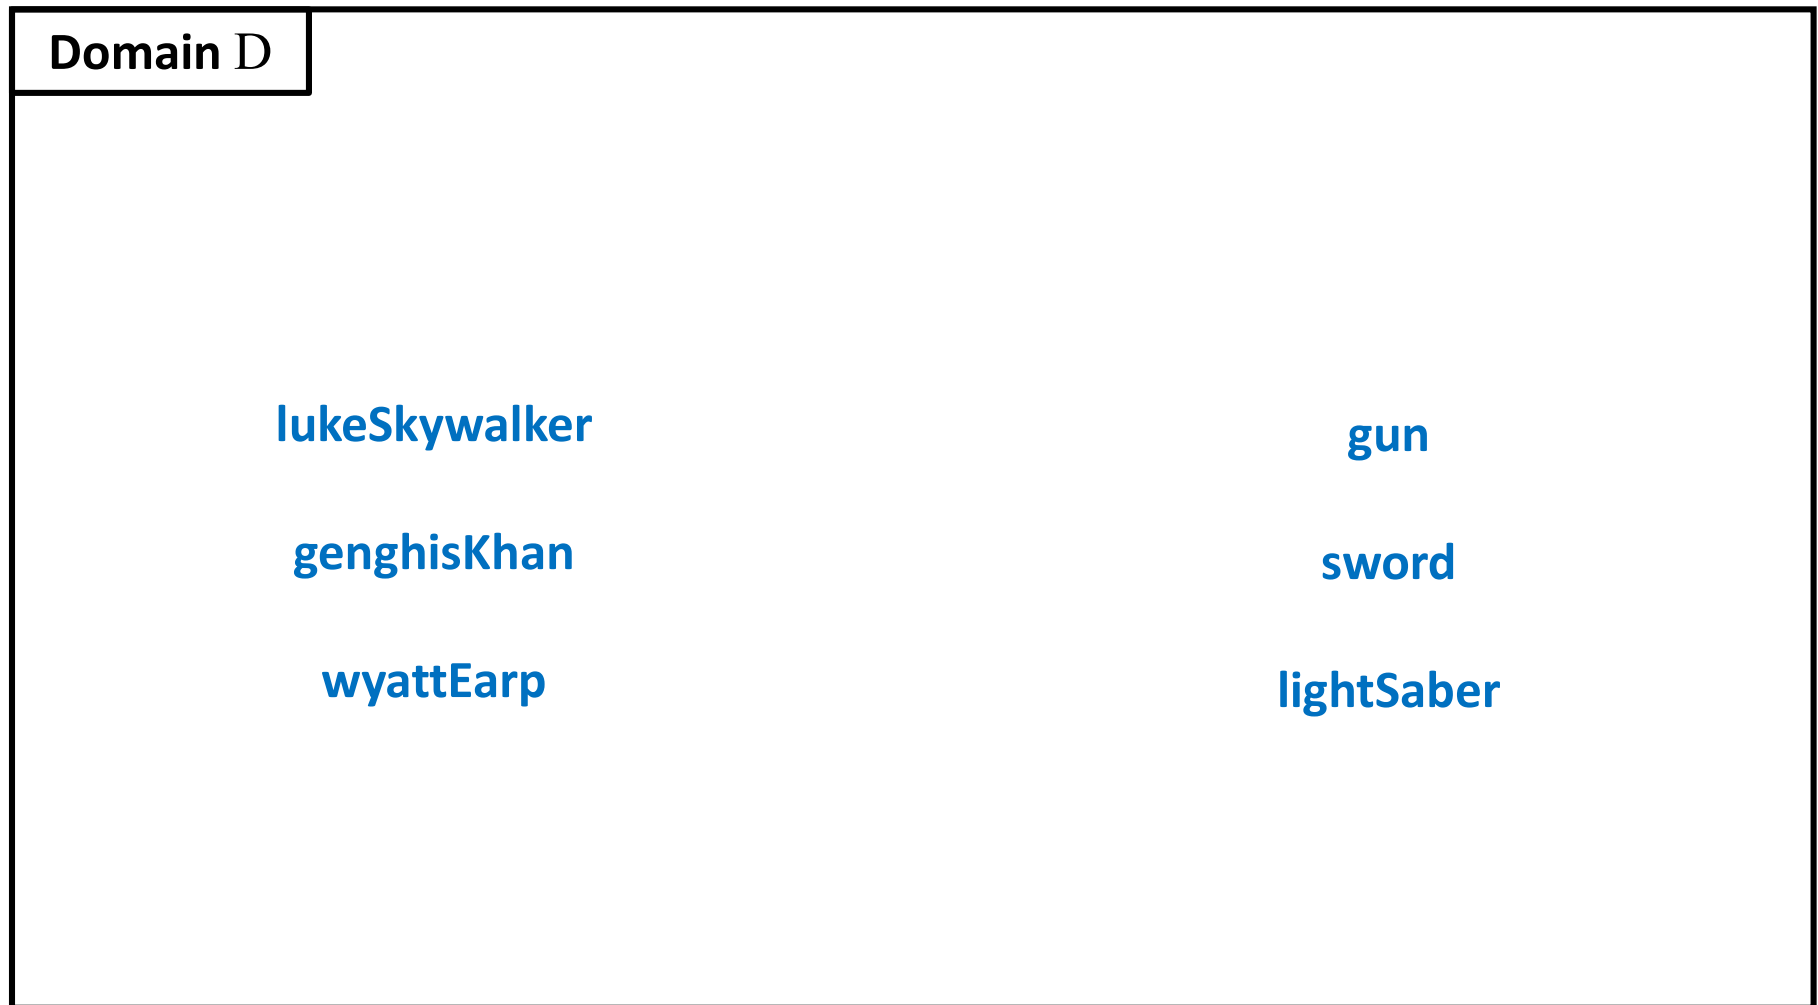 Domain D
lukeSkywalker
genghisKhan
wyattEarp
gun
sword
lightSaber